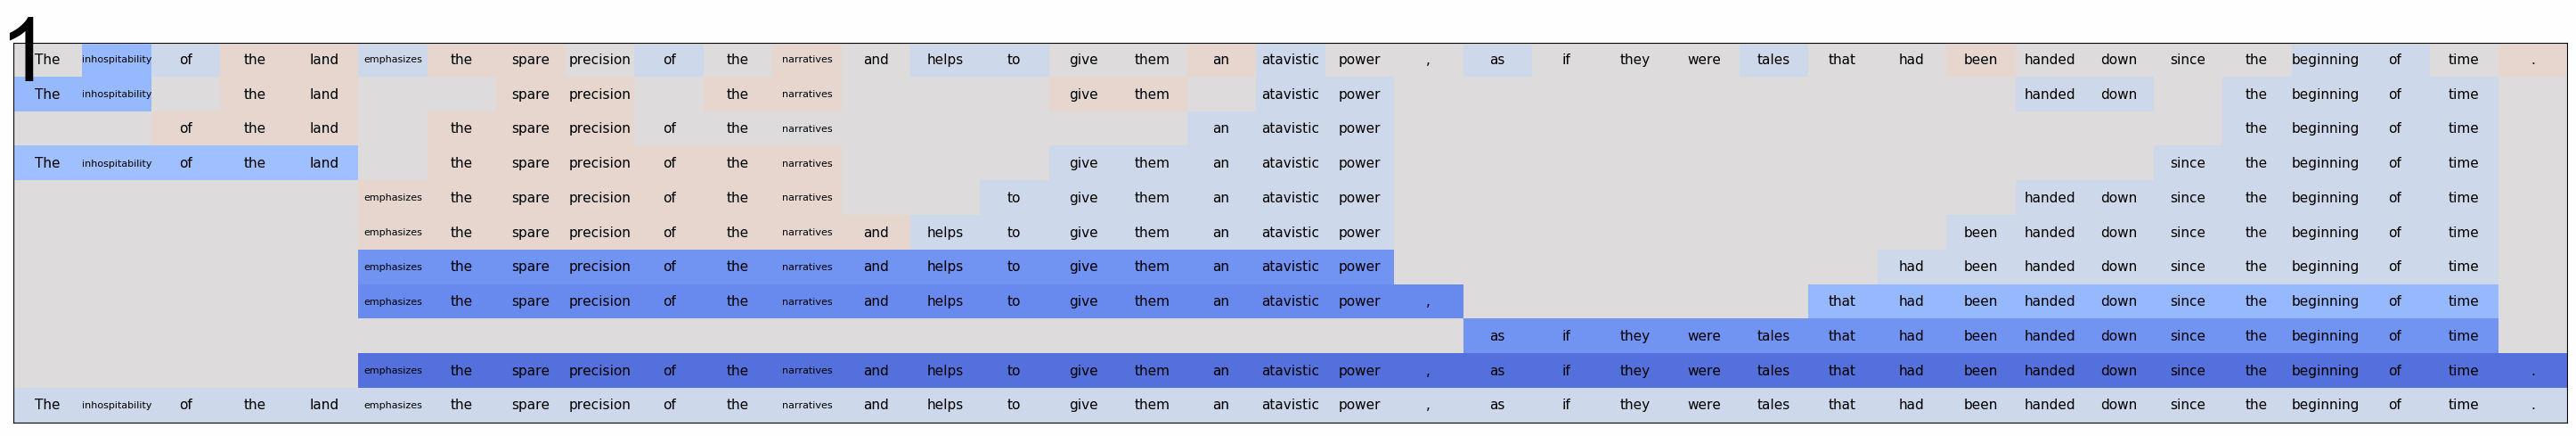 1
The inhospitability of the land emphasizes the spare precision of the narratives and helps to give them an atavistic power , as if they were tales that had been handed down since the beginning of time .
The inhospitability the land spare precision the narratives give them atavistic power handed down the beginning of time
of the land the spare precision of the narratives an atavistic power the beginning of time
The inhospitability of the land the spare precision of the narratives give them an atavistic power since the beginning of time
emphasizes the spare precision of the narratives to give them an atavistic power handed down since the beginning of time
emphasizes the spare precision of the narratives and helps to give them an atavistic power been handed down since the beginning of time
emphasizes the spare precision of the narratives and helps to give them an atavistic power had been handed down since the beginning of time
emphasizes the spare precision of the narratives and helps to give them an atavistic power , that had been handed down since the beginning of time
as if they were tales that had been handed down since the beginning of time
emphasizes the spare precision of the narratives and helps to give them an atavistic power , as if they were tales that had been handed down since the beginning of time .
The inhospitability of the land emphasizes the spare precision of the narratives and helps to give them an atavistic power , as if they were tales that had been handed down since the beginning of time .